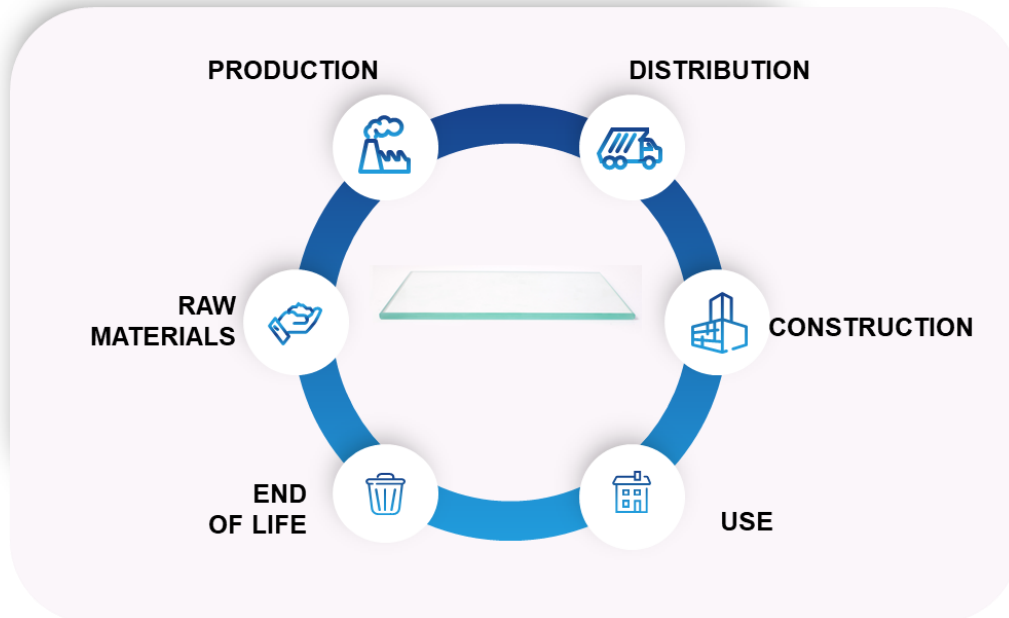 PRODUCTION
DISTRIBUTION
RAW
MATERIALS
CONSTRUCTION
END
OF LIFE
USE